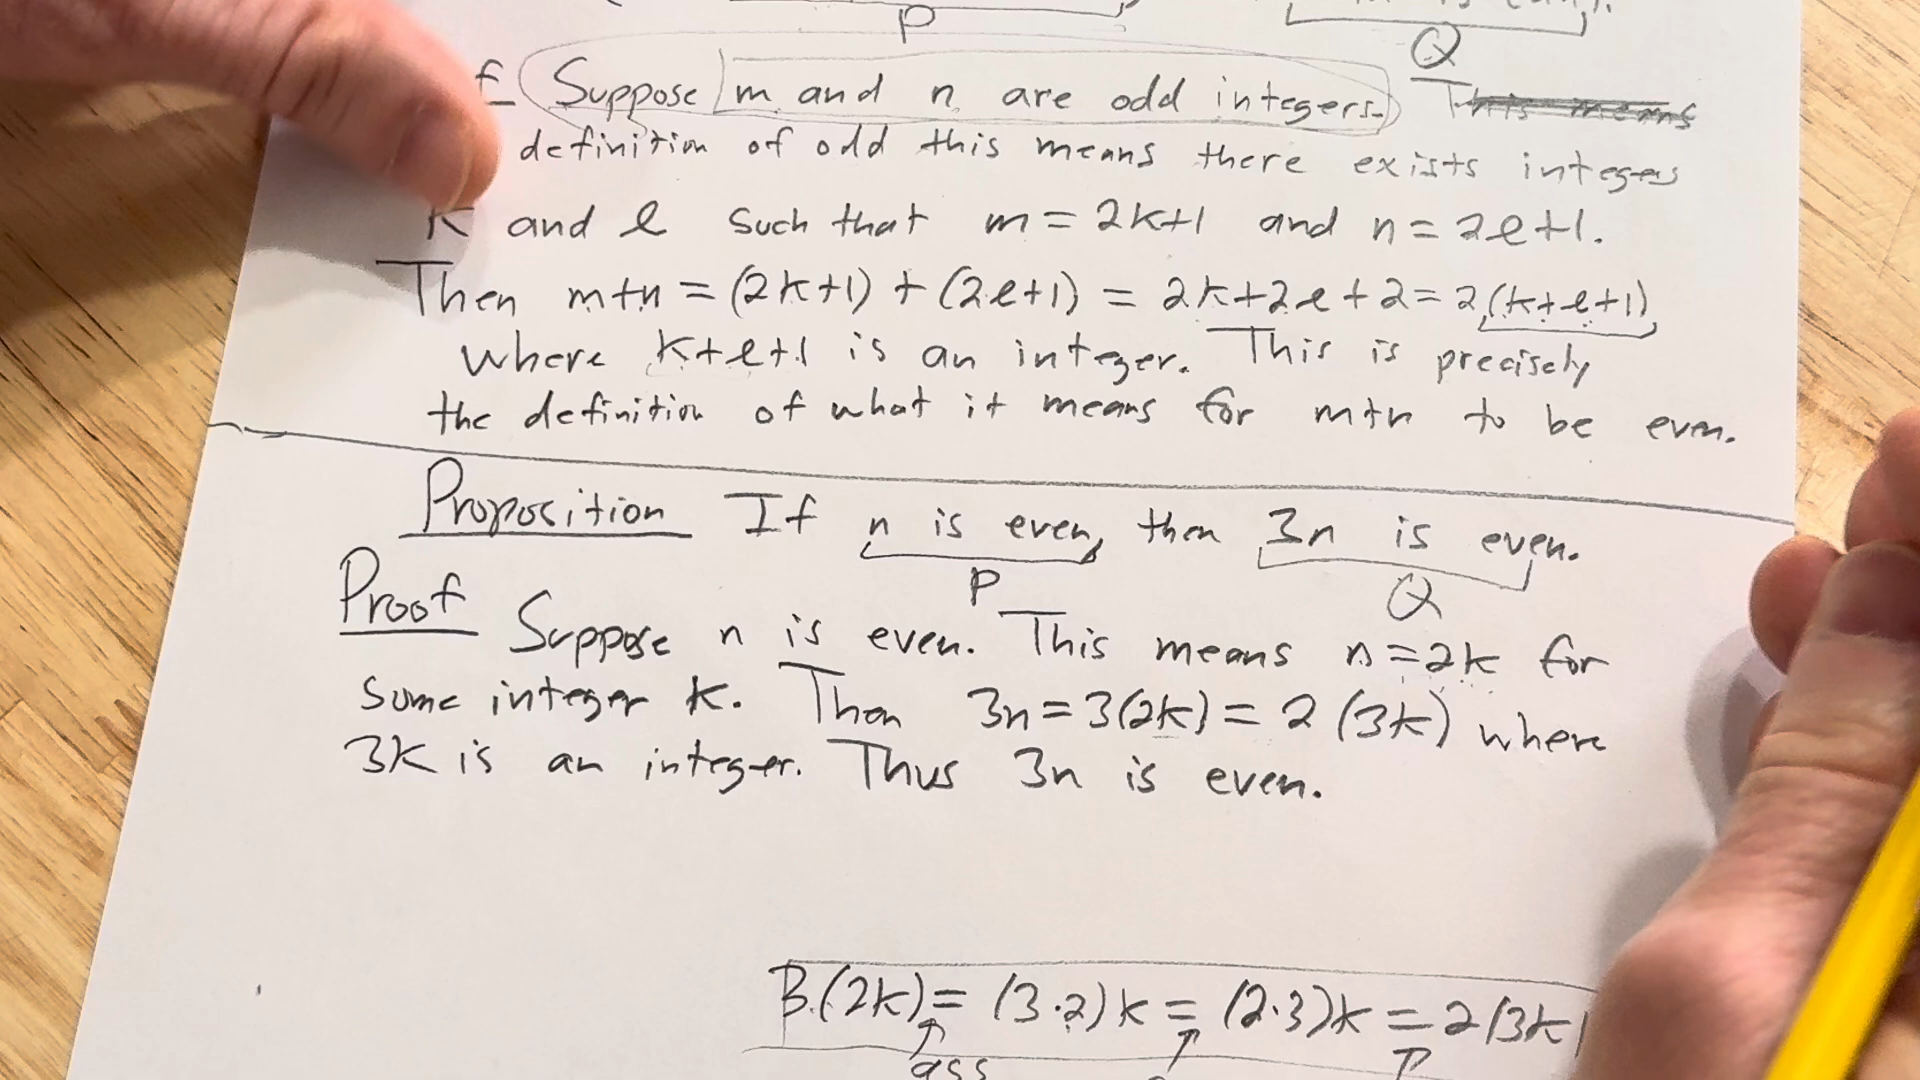 P
Q
Suppose m and n are odd integers. This means
definition of odd this means there exists integers
K and l such that m = 2k+1 and n = 2l+1.
Then m+n = (2k+1) + (2l+1) = 2k+2l+2 = 2(k+l+1)
where k+l+1 is an integer. This is precisely
the definition of what it means for m+n to be even.
Proposition If n is even, then 3n is even.
P
Q
Proof Suppose n is even. This means n=2k for
some integer k. Then 3n=3(2k) = 2(3k) where
3k is an integer. Thus 3n is even.
3·(2k) = (3·2)k = (2·3)k = 2(3k)
ass